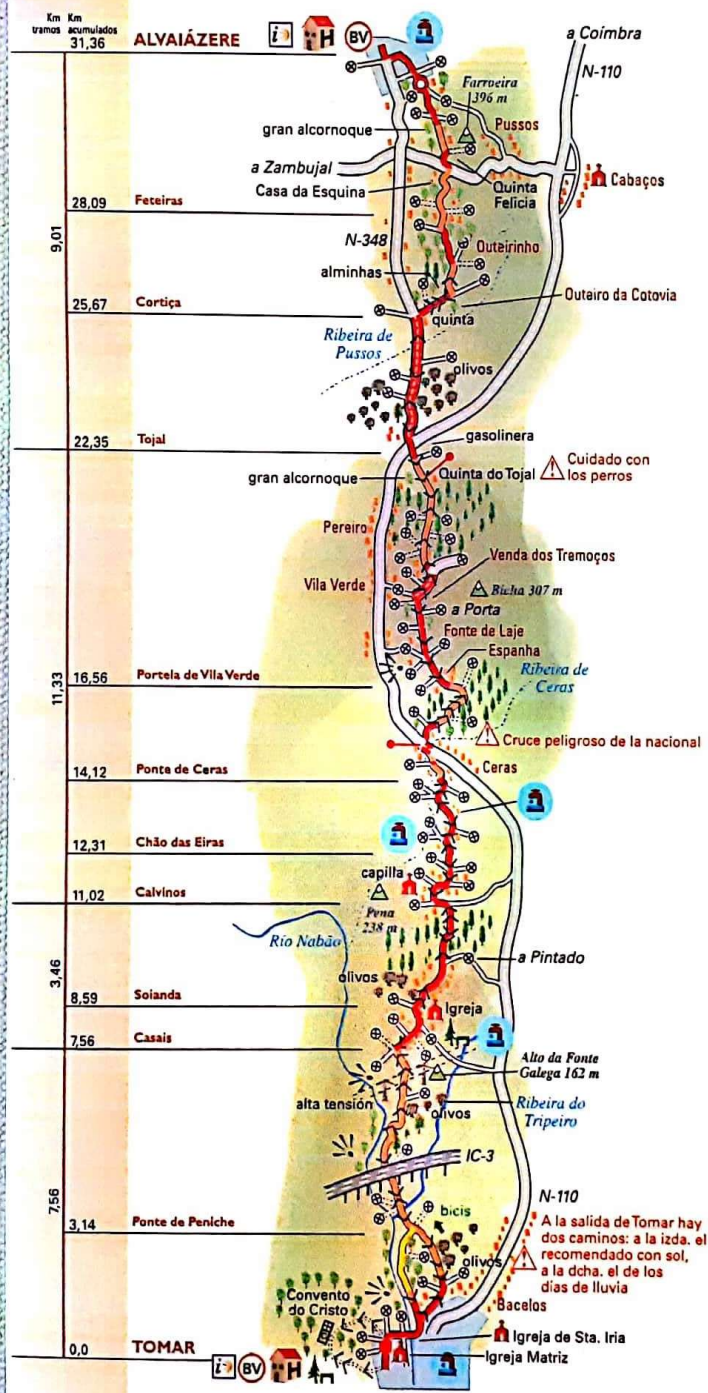 Km Km
tramos acumulados
31,36 ALVAIÁZERE i H BV
a Coímbra
N-110
Farroeira
396 m
gran alcornoque
Pussos
a Zambujal
Cabaços
Casa da Esquina
Quinta
Felicia
28,09 Feteiras
9,01
N-348
Outeirinho
alminhas
Outeiro da Cotovia
25,67 Cortiça
quinta
Ribeira de
Pussos
olivos
gasolinera
22,35 Tojal
Cuidado con
los perros
gran alcornoque
Quinta do Tojal
Pereiro
Venda dos Tremoços
Vila Verde
Bicha 307 m
a Porta
Fonte de Laje
Espanha
16,56 Portela de Vila Verde
11,33
Ribeira de
Ceras
Cruce peligroso de la nacional
Ceras
14,12 Ponte de Ceras
12,31 Chão das Eiras
capilla
11,02 Calvinos
Pena
238 m
Río Nabão
a Pintado
3,46
olivos
8,59 Soianda
Igreja
7,56 Casais
Alto da Fonte
Galega 162 m
alta tensión
olivos
Ribeira do
Tripeiro
IC-3
7,56
N-110
bicis
3,14 Ponte de Peniche
A la salida de Tomar hay
dos caminos: a la izda. el
recomendado con sol,
a la dcha. el de los
días de lluvia
olivos
Convento
do Cristo
Bacelos
Igreja de Sta. Iria
0,0 TOMAR
Igreja Matriz
i BV H